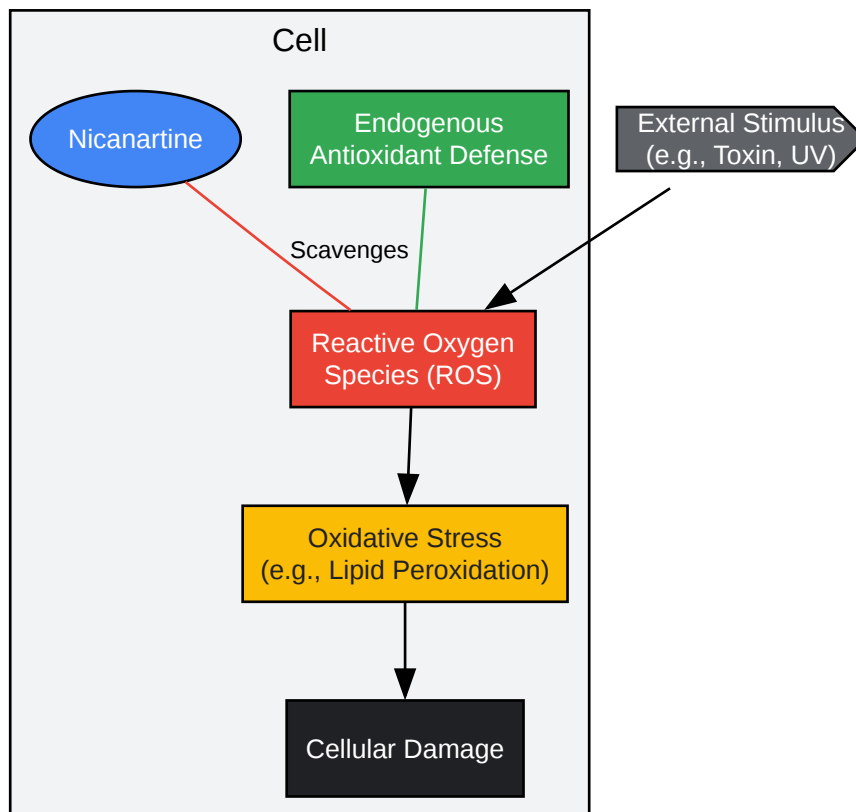 Cell
Nicanartine
Endogenous
Antioxidant Defense
External Stimulus
(e.g., Toxin, UV)
Scavenges
Reactive Oxygen
Species (ROS)
Oxidative Stress
(e.g., Lipid Peroxidation)
Cellular Damage